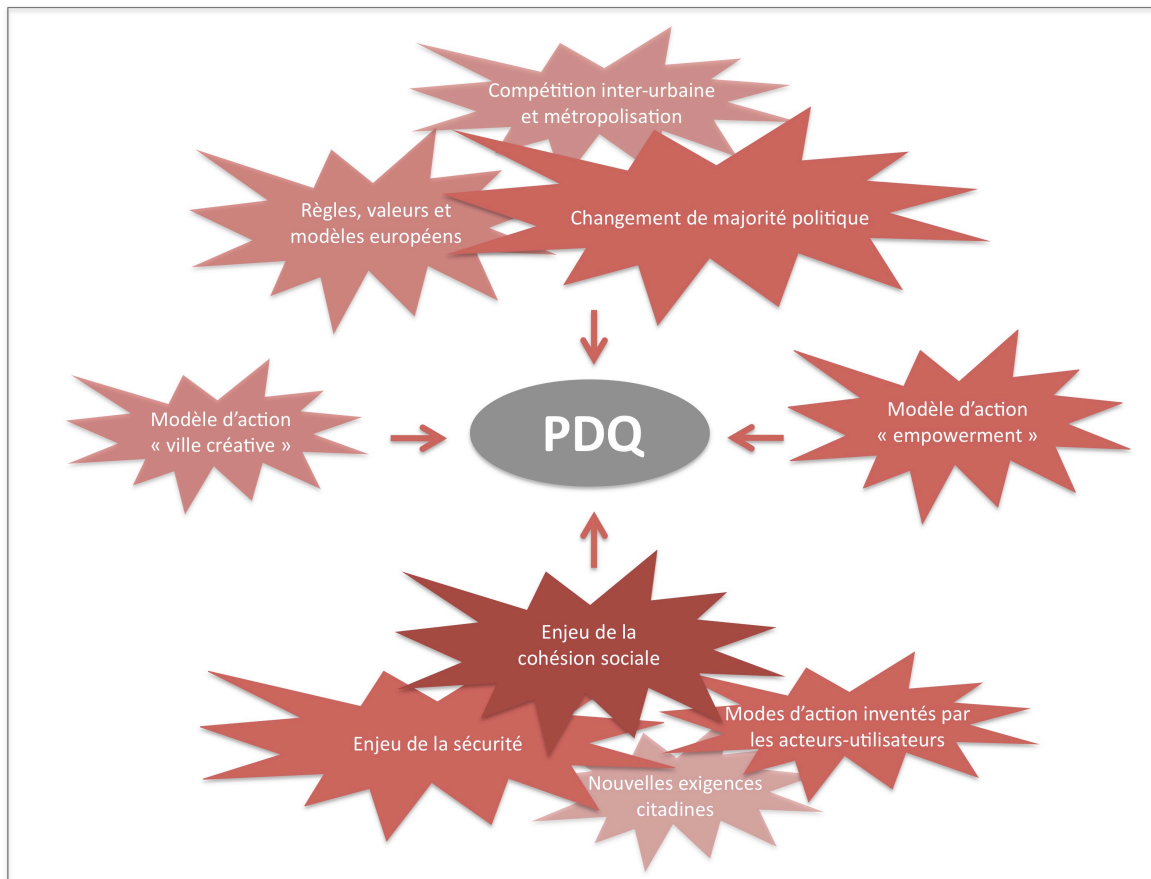 Compétition inter-urbaine
et métropolisation
Règles, valeurs et
modèles européens
Changement de majorité politique
Modèle d’action
« ville créative »
PDQ
Modèle d’action
« empowerment »
Enjeu de la
cohésion sociale
Enjeu de la sécurité
Modes d’action inventés par
les acteurs-utilisateurs
Nouvelles exigences
citadines